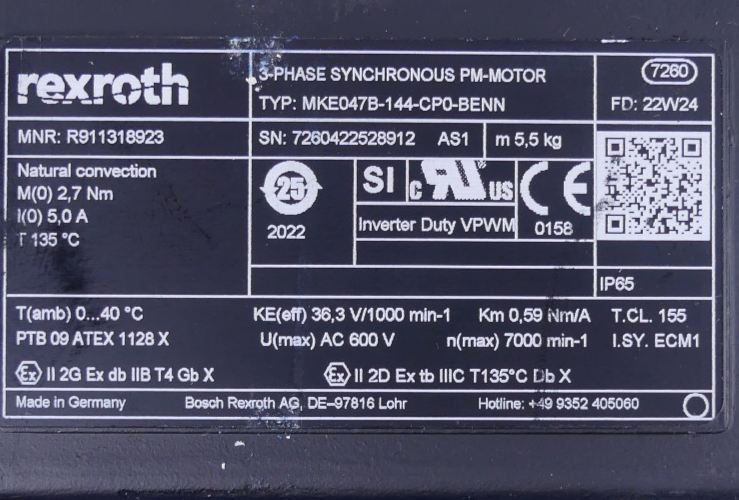 rexroth
3-PHASE SYNCHRONOUS PM-MOTOR
TYP: MKE047B-144-CP0-BENN
7260
FD: 22W24
MNR: R911318923
SN: 7260422528912 AS1
m 5,5 kg
Natural convection
M(0) 2,7 Nm
I(0) 5,0 A
T 135 °C
25
2022
SI
c RU US
Inverter Duty VPWM
CE
0158
IP65
T(amb) 0...40 °C
KE(eff) 36,3 V/1000 min-1
Km 0,59 Nm/A
T.CL. 155
PTB 09 ATEX 1128 X
U(max) AC 600 V
n(max) 7000 min-1
I.SY. ECM1
Ex II 2G Ex db IIB T4 Gb X
Ex II 2D Ex tb IIIC T135°C Db X
Made in Germany
Bosch Rexroth AG, DE–97816 Lohr
Hotline: +49 9352 405060